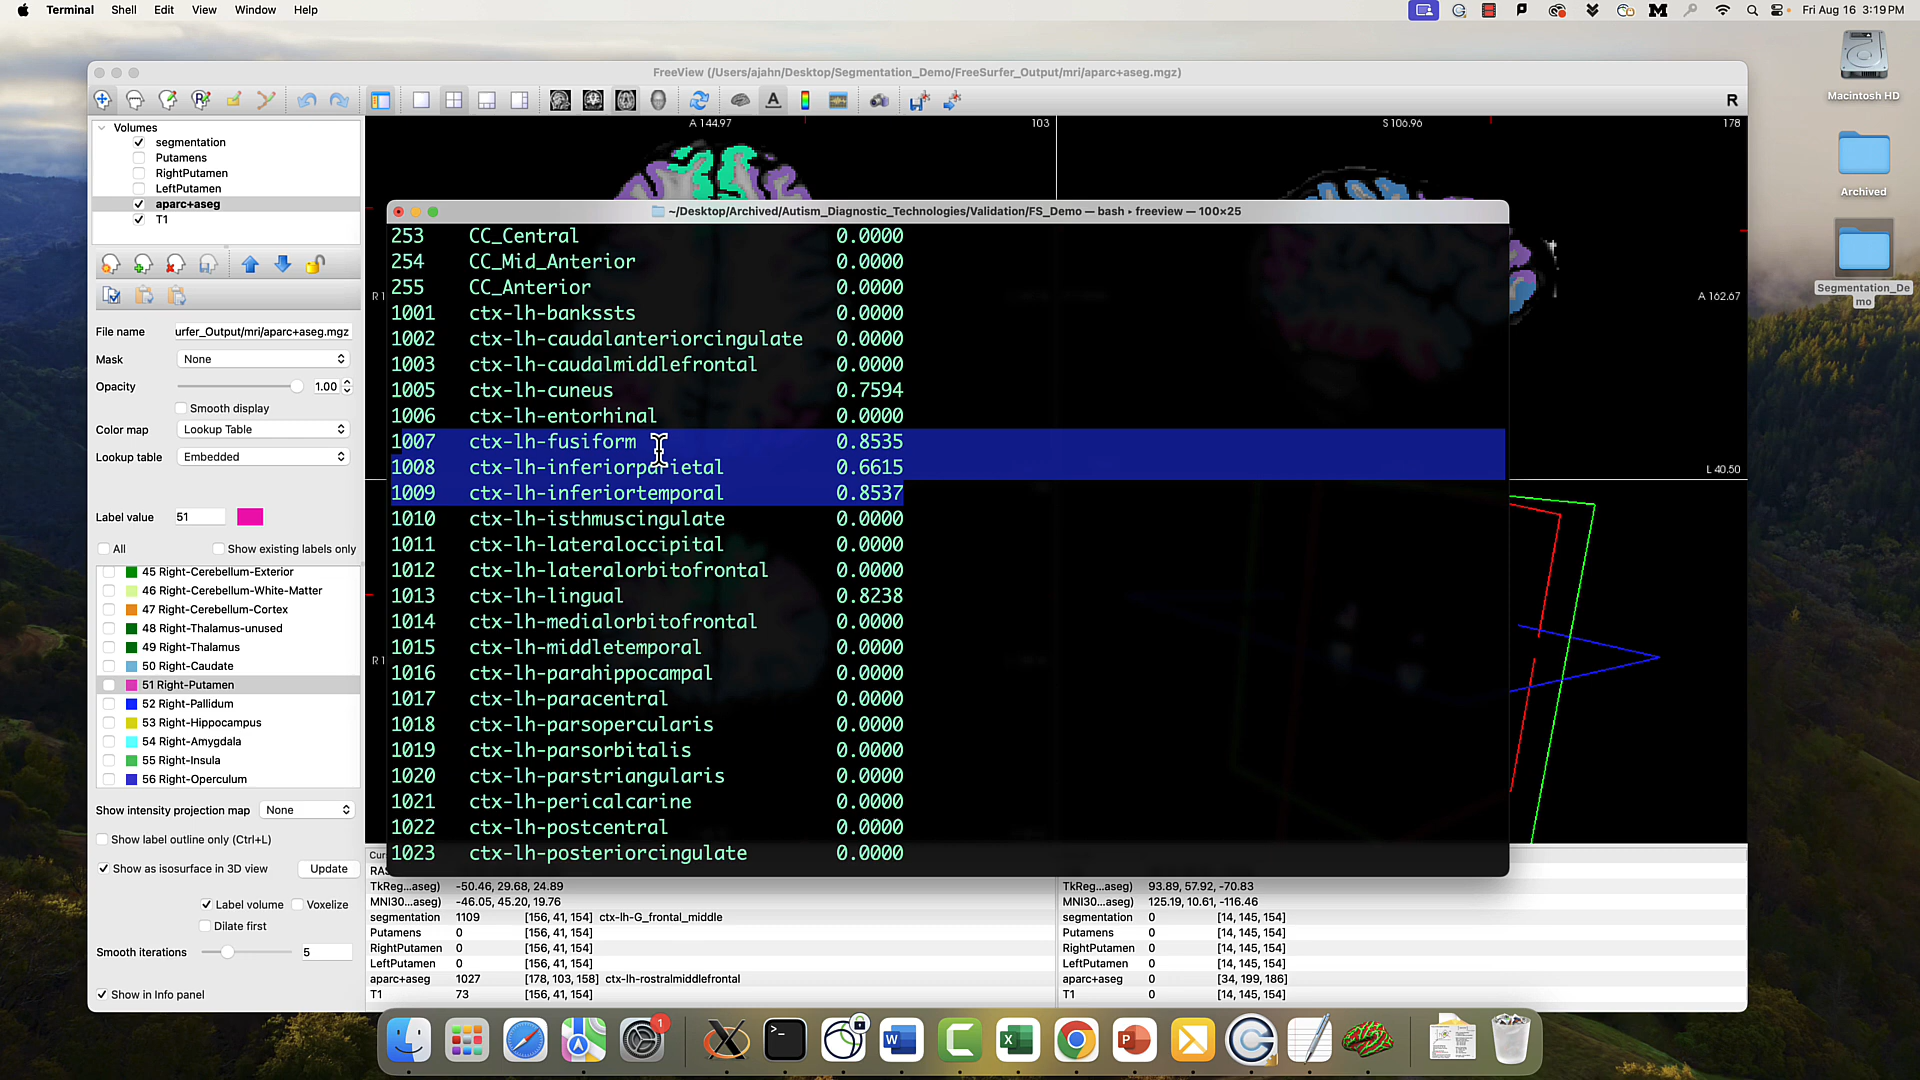 Terminal Shell Edit View Window Help
Fri Aug 16 3:19 PM
FreeView (/Users/ajahn/Desktop/Segmentation_Demo/FreeSurfer_Output/mri/aparc+aseg.mgz)
R
Macintosh HD
Archived
Segmentation_De
mo
Volumes
segmentation
Putamens
RightPutamen
LeftPutamen
aparc+aseg
T1
File name urfer_Output/mri/aparc+aseg.mgz
Mask None
Opacity 1.00
Smooth display
Color map Lookup Table
Lookup table Embedded
Label value 51
All Show existing labels only
45 Right-Cerebellum-Exterior
46 Right-Cerebellum-White-Matter
47 Right-Cerebellum-Cortex
48 Right-Thalamus-unused
49 Right-Thalamus
50 Right-Caudate
51 Right-Putamen
52 Right-Pallidum
53 Right-Hippocampus
54 Right-Amygdala
55 Right-Insula
56 Right-Operculum
Show intensity projection map None
Show label outline only (Ctrl+L)
Show as isosurface in 3D view Update
Label volume Voxelize
Dilate first
Smooth iterations 5
Show in Info panel
A 144.97 103 S 106.96 178
R 1
A 162.67
L 40.50
R 1
~/Desktop/Archived/Autism_Diagnostic_Technologies/Validation/FS_Demo — bash ▸ freeview — 100×25
253 CC_Central 0.0000
254 CC_Mid_Anterior 0.0000
255 CC_Anterior 0.0000
1001 ctx-lh-bankssts 0.0000
1002 ctx-lh-caudalanteriorcingulate 0.0000
1003 ctx-lh-caudalmiddlefrontal 0.0000
1005 ctx-lh-cuneus 0.7594
1006 ctx-lh-entorhinal 0.0000
1007 ctx-lh-fusiform 0.8535
1008 ctx-lh-inferiorparietal 0.6615
1009 ctx-lh-inferiortemporal 0.8537
1010 ctx-lh-isthmuscingulate 0.0000
1011 ctx-lh-lateraloccipital 0.0000
1012 ctx-lh-lateralorbitofrontal 0.0000
1013 ctx-lh-lingual 0.8238
1014 ctx-lh-medialorbitofrontal 0.0000
1015 ctx-lh-middletemporal 0.0000
1016 ctx-lh-parahippocampal 0.0000
1017 ctx-lh-paracentral 0.0000
1018 ctx-lh-parsopercularis 0.0000
1019 ctx-lh-parsorbitalis 0.0000
1020 ctx-lh-parstriangularis 0.0000
1021 ctx-lh-pericalcarine 0.0000
1022 ctx-lh-postcentral 0.0000
1023 ctx-lh-posteriorcingulate 0.0000
Cur
RAS
TkReg...aseg) -50.46, 29.68, 24.89
MNI30...aseg) -46.05, 45.20, 19.76
segmentation 1109 [156, 41, 154] ctx-lh-G_frontal_middle
Putamens 0 [156, 41, 154]
RightPutamen 0 [156, 41, 154]
LeftPutamen 0 [156, 41, 154]
aparc+aseg 1027 [178, 103, 158] ctx-lh-rostralmiddlefrontal
T1 73 [156, 41, 154]
TkReg...aseg) 93.89, 57.92, -70.83
MNI30...aseg) 125.19, 10.61, -116.46
segmentation 0 [14, 145, 154]
Putamens 0 [14, 145, 154]
RightPutamen 0 [14, 145, 154]
LeftPutamen 0 [14, 145, 154]
aparc+aseg 0 [34, 199, 186]
T1 0 [14, 145, 154]
1